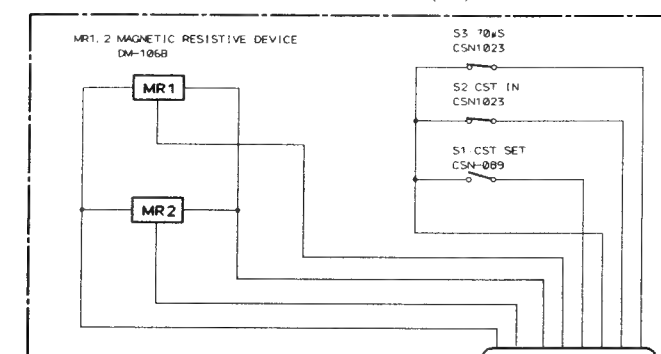 MR1, 2 MAGNETIC RESISTIVE DEVICE
DM-106B
MR1
MR2
S3 70µS
CSN1023
S2 CST IN
CSN1023
S1 CST SET
CSN-089